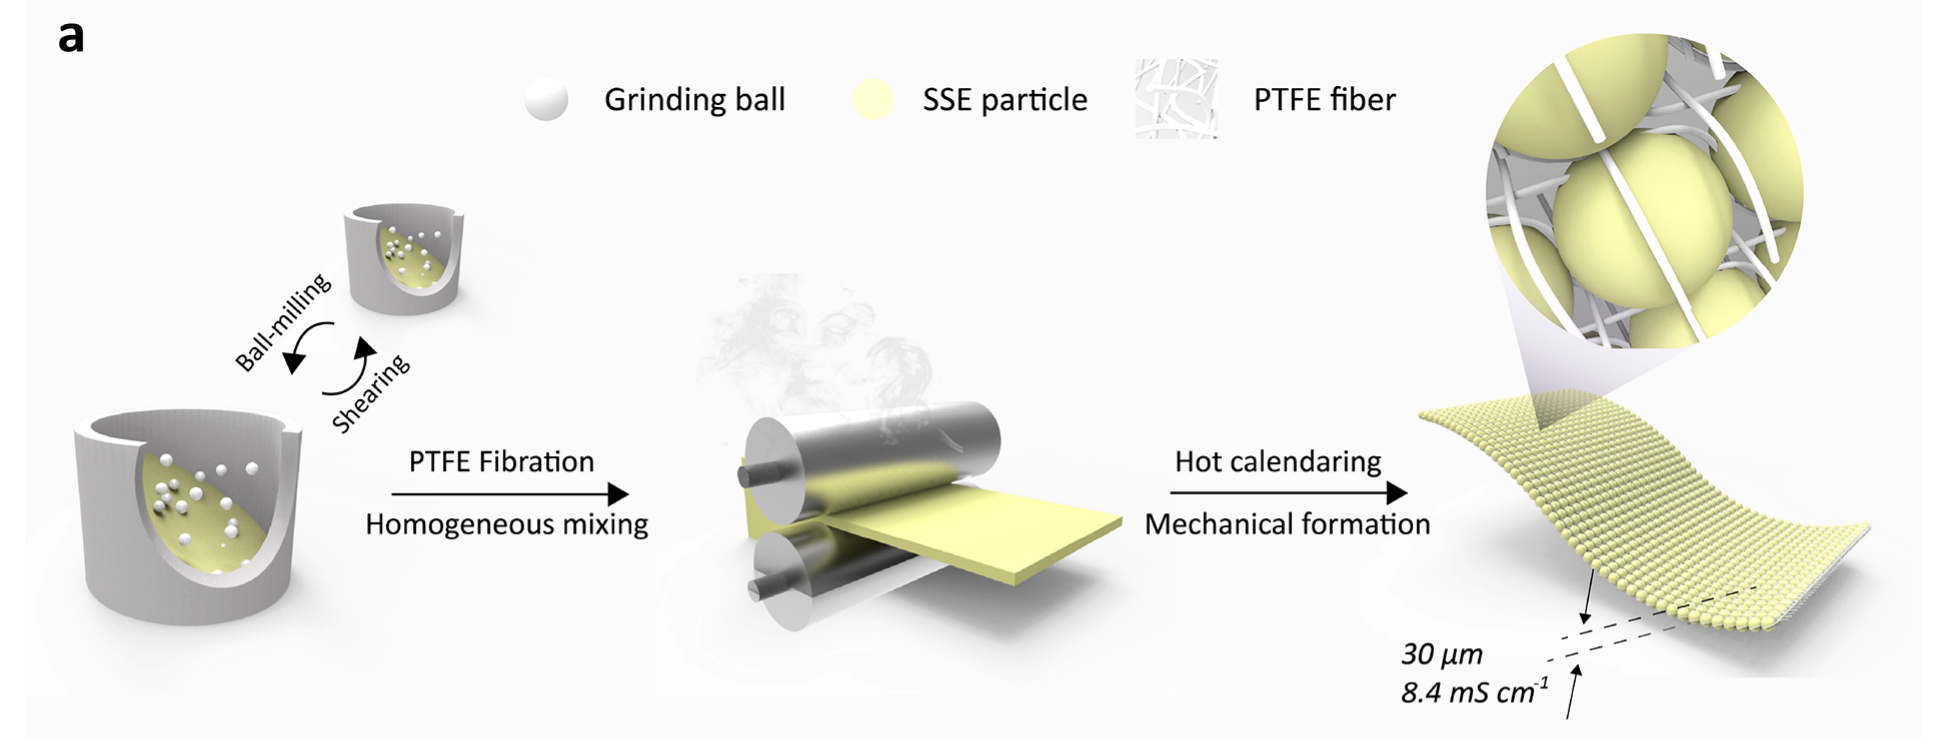 a
Grinding ball
SSE particle
PTFE fiber
Ball-milling
Shearing
PTFE Fibration
Homogeneous mixing
Hot calendaring
Mechanical formation
30 μm
8.4 mS cm⁻¹